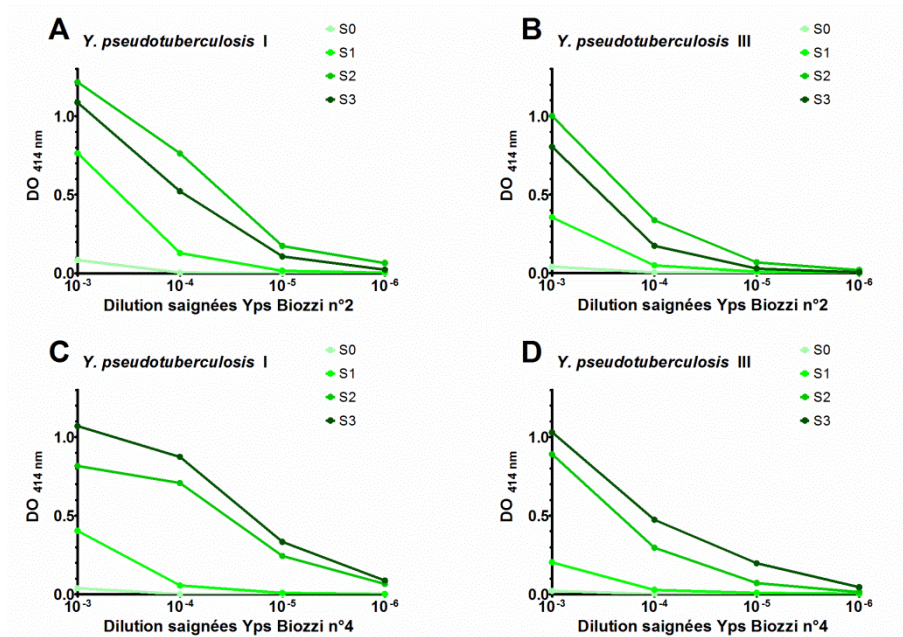 A
Y. pseudotuberculosis I
S0
S1
S2
S3
DO 414 nm
1.0
0.5
0.0
10-3
10-4
10-5
10-6
Dilution saignées Yps Biozzi n°2
B
Y. pseudotuberculosis III
S0
S1
S2
S3
DO 414 nm
1.0
0.5
0.0
10-3
10-4
10-5
10-6
Dilution saignées Yps Biozzi n°2
C
Y. pseudotuberculosis I
S0
S1
S2
S3
DO 414 nm
1.0
0.5
0.0
10-3
10-4
10-5
10-6
Dilution saignées Yps Biozzi n°4
D
Y. pseudotuberculosis III
S0
S1
S2
S3
DO 414 nm
1.0
0.5
0.0
10-3
10-4
10-5
10-6
Dilution saignées Yps Biozzi n°4